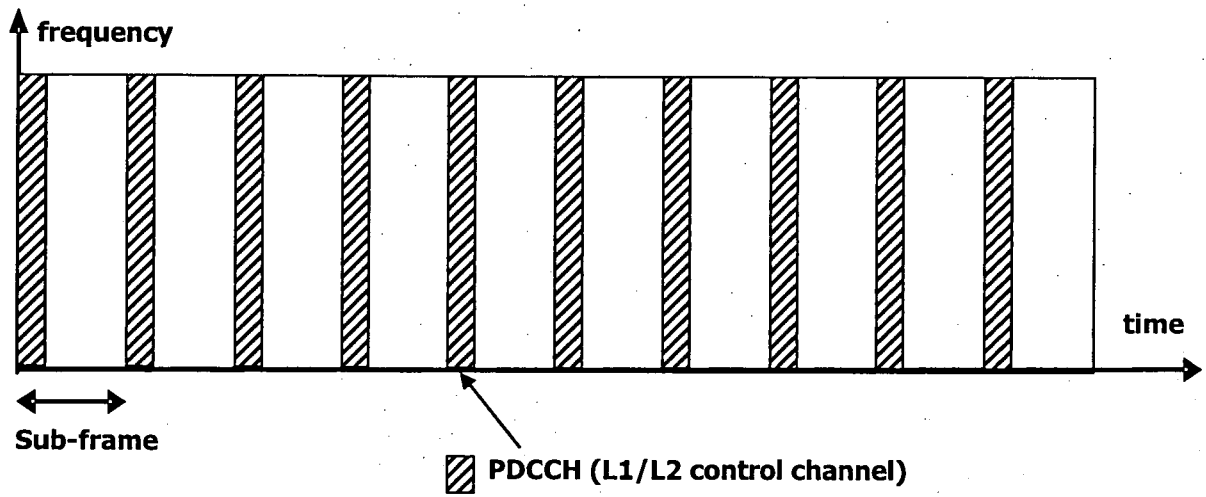 frequency
time
Sub-frame
PDCCH (L1/L2 control channel)